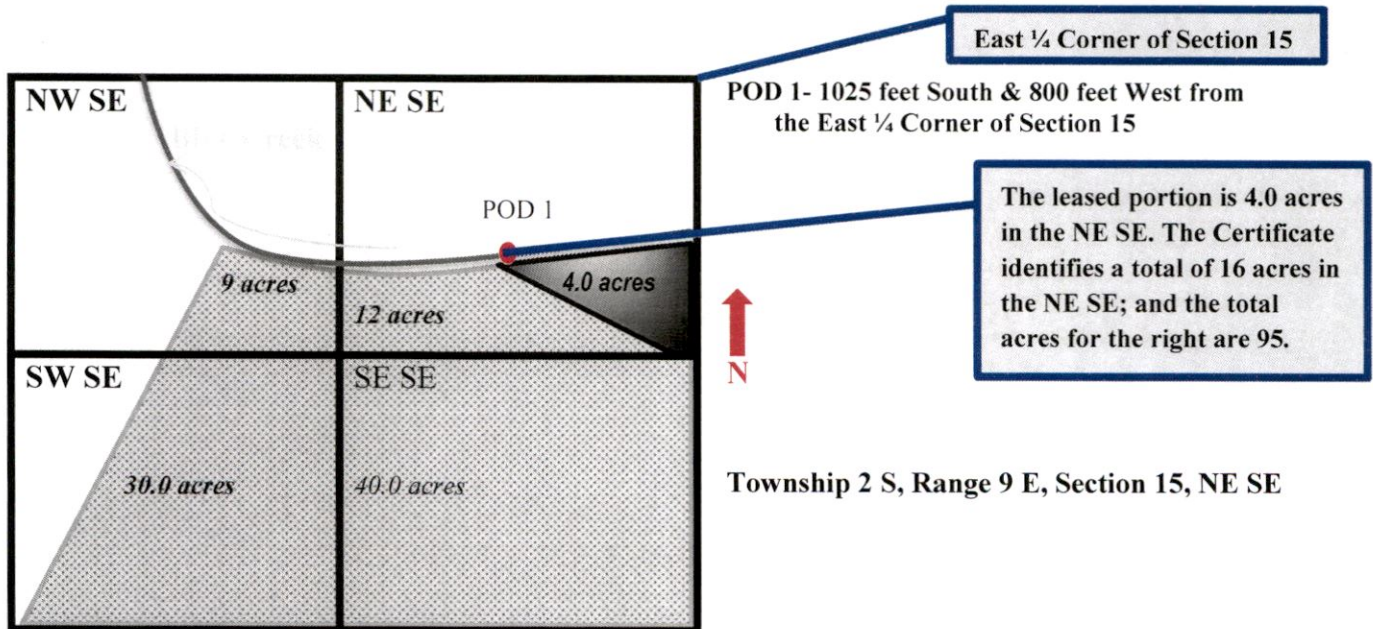 East ¼ Corner of Section 15
NW SE
NE SE
POD 1- 1025 feet South & 800 feet West from
the East ¼ Corner of Section 15
POD 1
The leased portion is 4.0 acres
in the NE SE. The Certificate
identifies a total of 16 acres in
the NE SE; and the total
acres for the right are 95.
9 acres
4.0 acres
12 acres
N
SW SE
SE SE
30.0 acres
40.0 acres
Township 2 S, Range 9 E, Section 15, NE SE